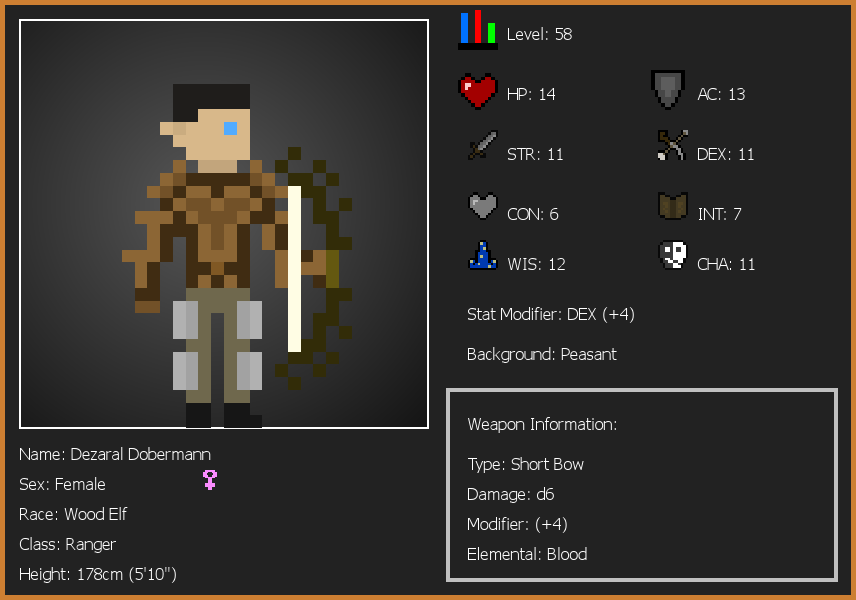 Level: 58
HP: 14
AC: 13
STR: 11
DEX: 11
CON: 6
INT: 7
WIS: 12
CHA: 11
Stat Modifier: DEX (+4)
Background: Peasant
Weapon Information:
Type: Short Bow
Damage: d6
Modifier: (+4)
Elemental: Blood
Name: Dezaral Dobermann
Sex: Female
Race: Wood Elf
Class: Ranger
Height: 178cm (5'10")